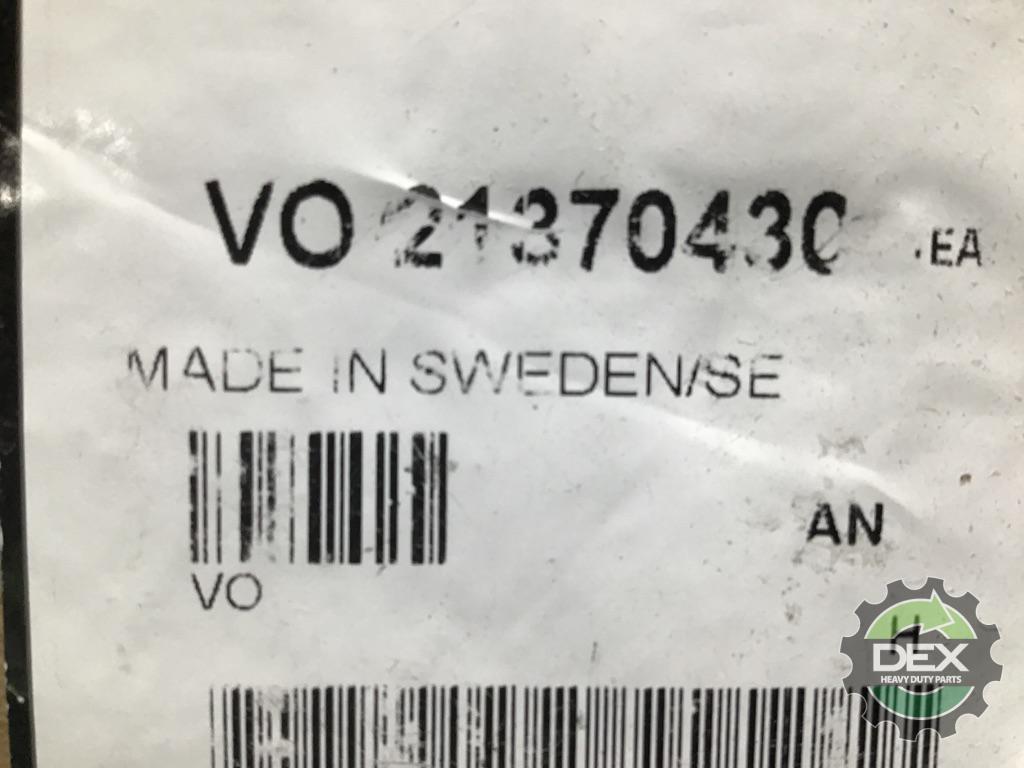 VO 21370430 .EA
MADE IN SWEDEN/SE
VO
AN
H
DEX
HEAVY DUTY PARTS